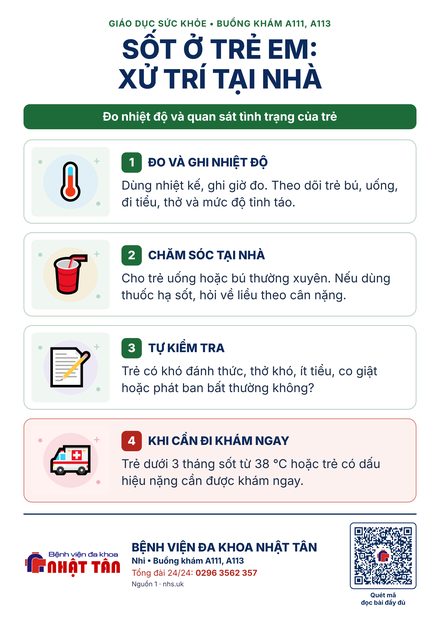 GIÁO DỤC SỨC KHỎE • BUỒNG KHÁM A111, A113
SỐT Ở TRẺ EM:
XỬ TRÍ TẠI NHÀ
Đo nhiệt độ và quan sát tình trạng của trẻ
1 ĐO VÀ GHI NHIỆT ĐỘ
Dùng nhiệt kế, ghi giờ đo. Theo dõi trẻ bú, uống,
đi tiểu, thở và mức độ tỉnh táo.
2 CHĂM SÓC TẠI NHÀ
Cho trẻ uống hoặc bú thường xuyên. Nếu dùng
thuốc hạ sốt, hỏi về liều theo cân nặng.
3 TỰ KIỂM TRA
Trẻ có khó đánh thức, thở khó, ít tiểu, co giật
hoặc phát ban bất thường không?
4 KHI CẦN ĐI KHÁM NGAY
Trẻ dưới 3 tháng sốt từ 38 °C hoặc trẻ có dấu
hiệu nặng cần được khám ngay.
Bệnh viện đa khoa
NHẬT TÂN
BỆNH VIỆN ĐA KHOA NHẬT TÂN
Nhi • Buồng khám A111, A113
Tổng đài 24/24: 0296 3562 357
Nguồn 1 · nhs.uk
Quét mã
đọc bài đầy đủ